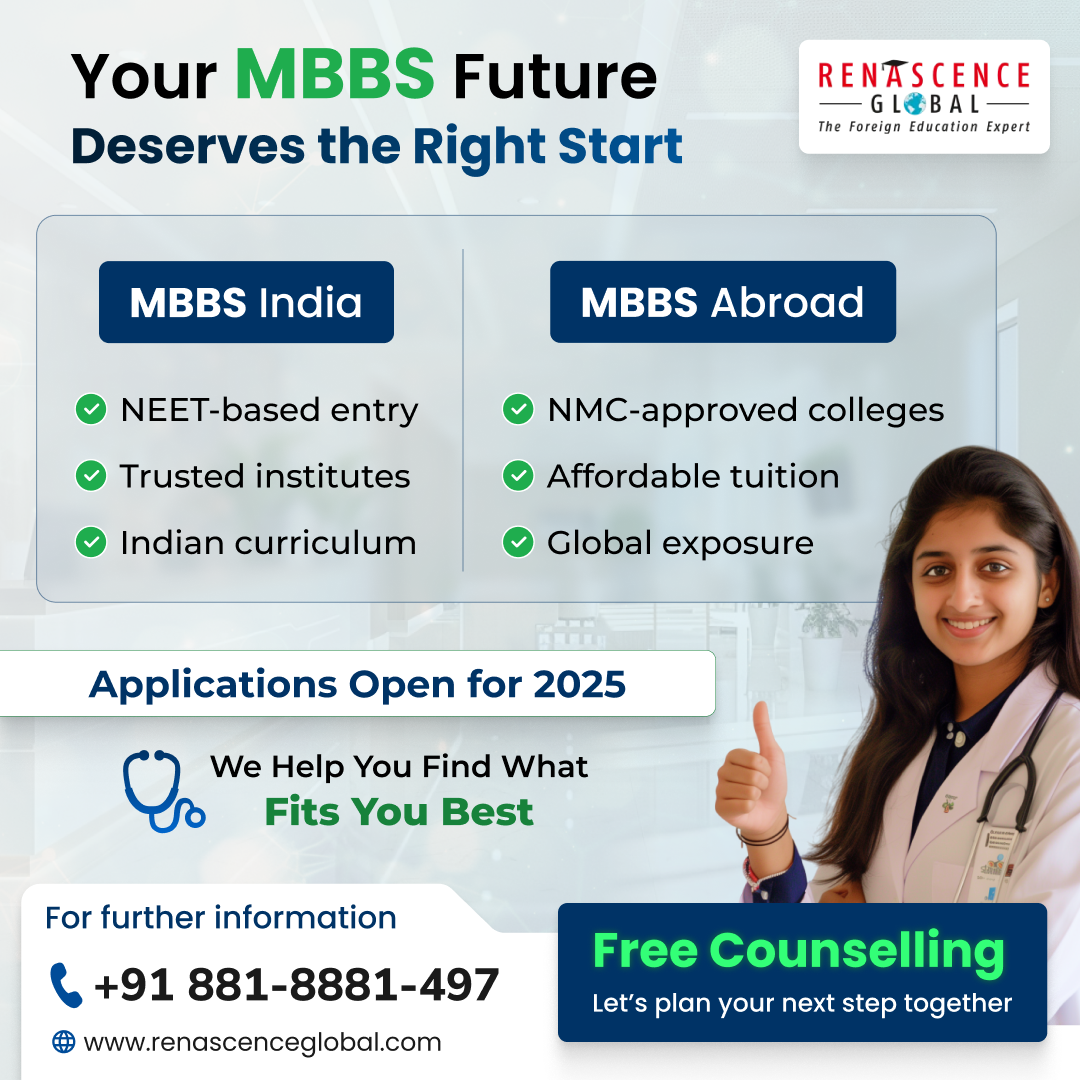 Your MBBS Future
Deserves the Right Start
RENASCENCE
GLOBAL
The Foreign Education Expert
MBBS India
NEET-based entry
Trusted institutes
Indian curriculum
MBBS Abroad
NMC-approved colleges
Affordable tuition
Global exposure
Applications Open for 2025
We Help You Find What
Fits You Best
For further information
+91 881-8881-497
www.renascenceglobal.com
Free Counselling
Let's plan your next step together